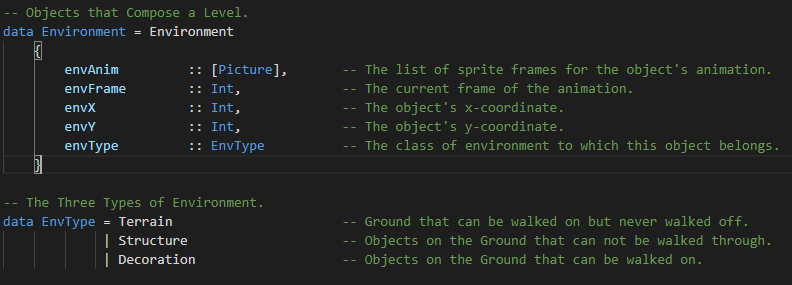 -- Objects that Compose a Level.
data Environment = Environment
{
envAnim :: [Picture], -- The list of sprite frames for the object's animation.
envFrame :: Int, -- The current frame of the animation.
envX :: Int, -- The object's x-coordinate.
envY :: Int, -- The object's y-coordinate.
envType :: EnvType -- The class of environment to which this object belongs.
}
-- The Three Types of Environment.
data EnvType = Terrain -- Ground that can be walked on but never walked off.
| Structure -- Objects on the Ground that can not be walked through.
| Decoration -- Objects on the Ground that can be walked on.